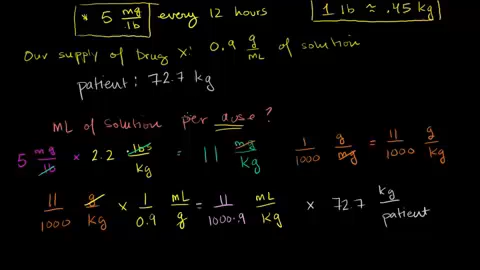 * 5 mg/lb every 12 hours
1 lb ≈ .45 kg
Our supply of Drug X: 0.9 g/mL of solution
patient: 72.7 kg
ML of solution per dose ?
5 mg/lb × 2.2 · lbs/kg = 11 mg/kg 1/1000 g/mg = 11/1000 g/kg
11/1000 g/kg × 1/0.9 mL/g = 11/1000·9 mL/kg × 72.7 kg/patient